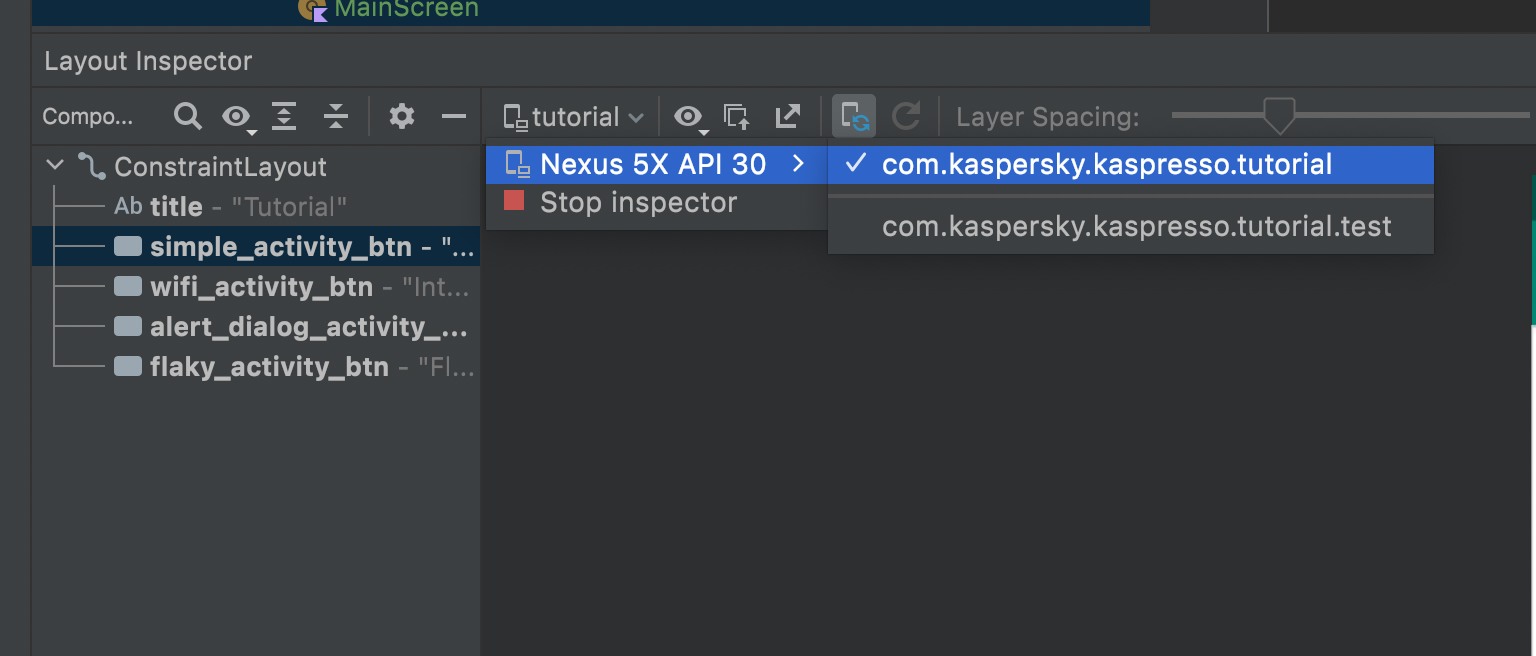 MainScreen
Layout Inspector
Compo... tutorial Layer Spacing:
ConstraintLayout
Ab title - "Tutorial"
simple_activity_btn - "...
wifi_activity_btn - "Int...
alert_dialog_activity_...
flaky_activity_btn - "Fl...
Nexus 5X API 30
Stop inspector
com.kaspersky.kaspresso.tutorial
com.kaspersky.kaspresso.tutorial.test